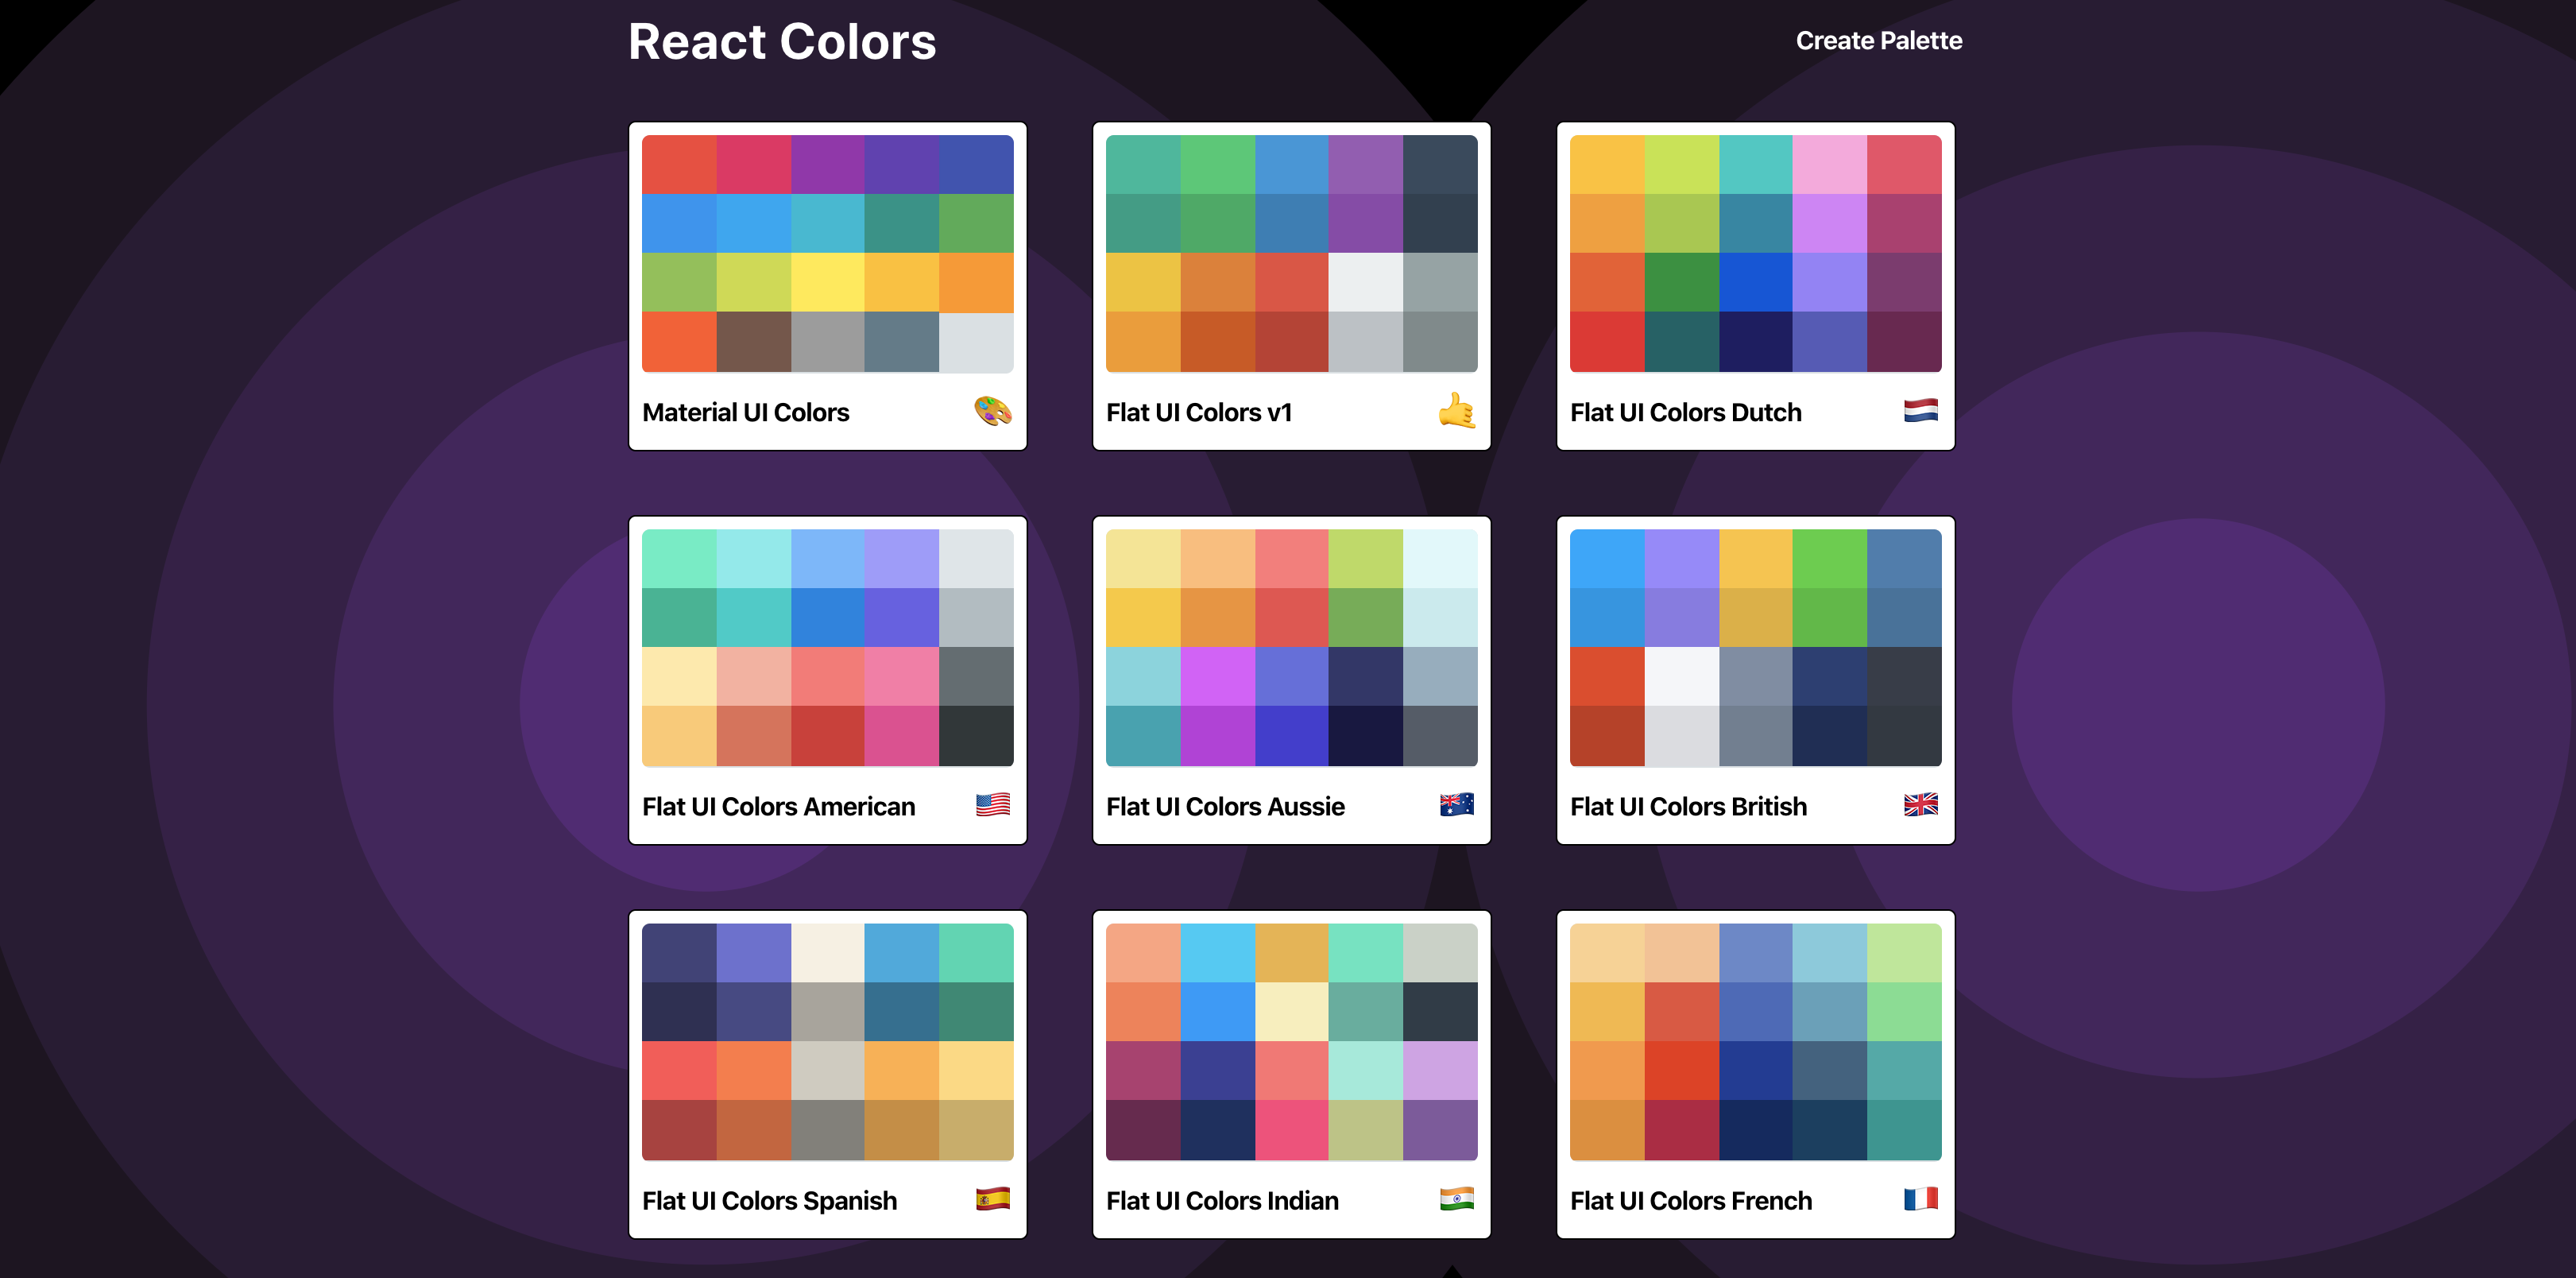 React Colors
Create Palette
Material UI Colors
Flat UI Colors v1
Flat UI Colors Dutch
Flat UI Colors American
Flat UI Colors Aussie
Flat UI Colors British
Flat UI Colors Spanish
Flat UI Colors Indian
Flat UI Colors French